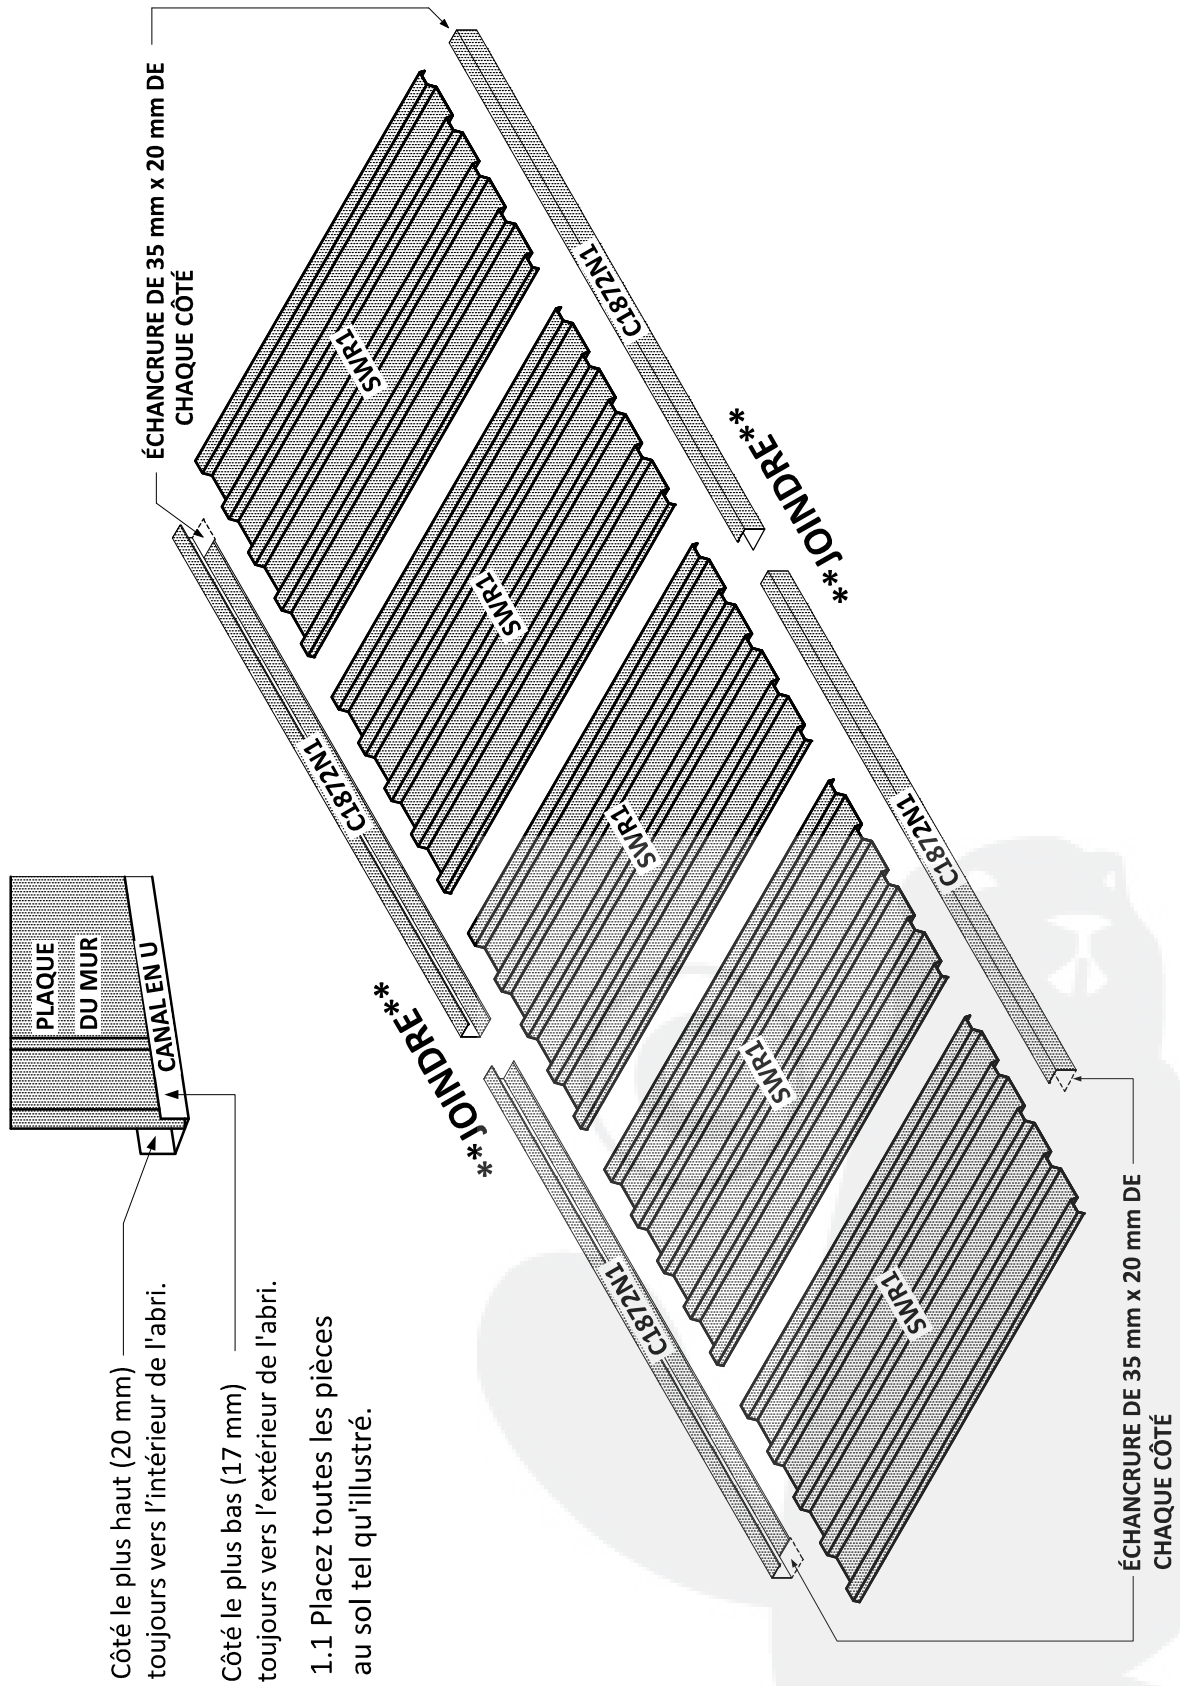 Côté le plus haut (20 mm)
toujours vers l'intérieur de l'abri.
Côté le plus bas (17 mm)
toujours vers l'extérieur de l'abri.
1.1 Placez toutes les pièces
au sol tel qu'illustré.
PLAQUE
DU MUR
CANAL EN U
ÉCHANCRURE DE 35 mm x 20 mm DE
CHAQUE CÔTÉ
C1872N1
C1872N1
**JOINDRE**
SWR1
SWR1
SWR1
SWR1
SWR1
C1872N1
C1872N1
**JOINDRE**
ÉCHANCRURE DE 35 mm x 20 mm DE
CHAQUE CÔTÉ